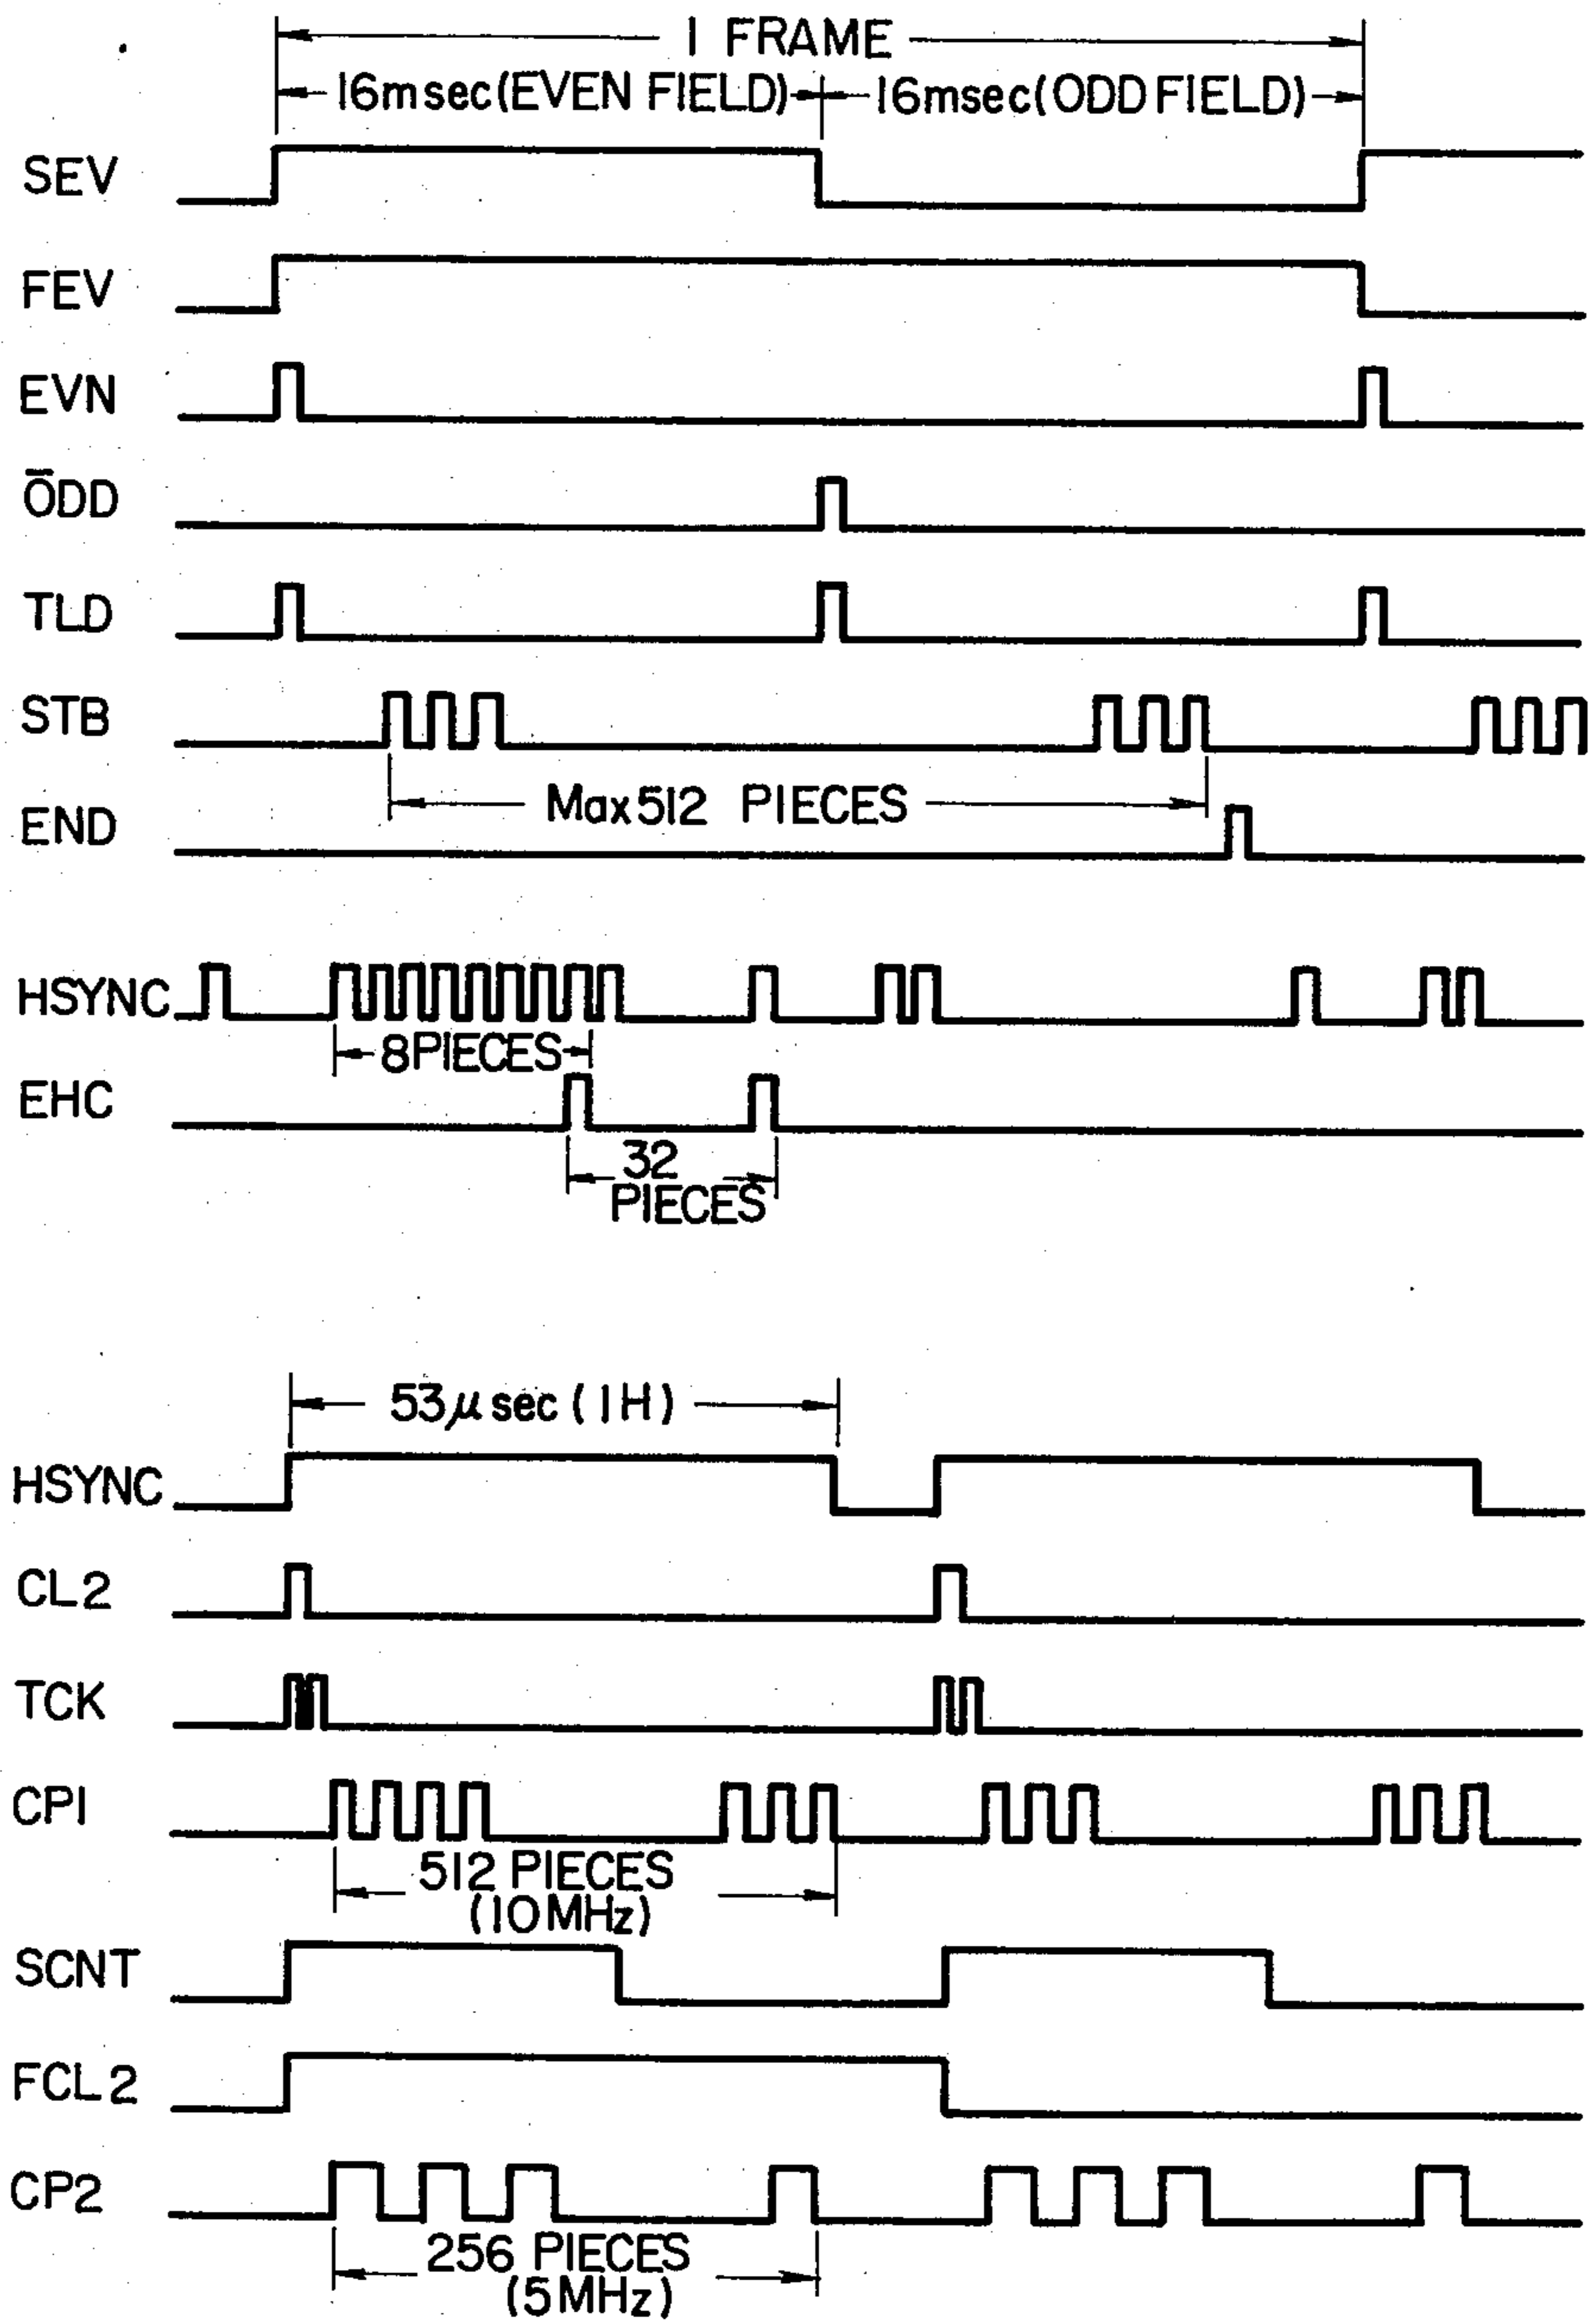 1 FRAME
16msec(EVEN FIELD) 16msec(ODD FIELD)
SEV
FEV
EVN
O̅DD
TLD
STB
Max512 PIECES
END
HSYNC
8PIECES
EHC
32
PIECES
53μsec(1H)
HSYNC
CL2
TCK
CP1
512 PIECES
(10MHz)
SCNT
FCL2
CP2
256 PIECES
(5MHz)